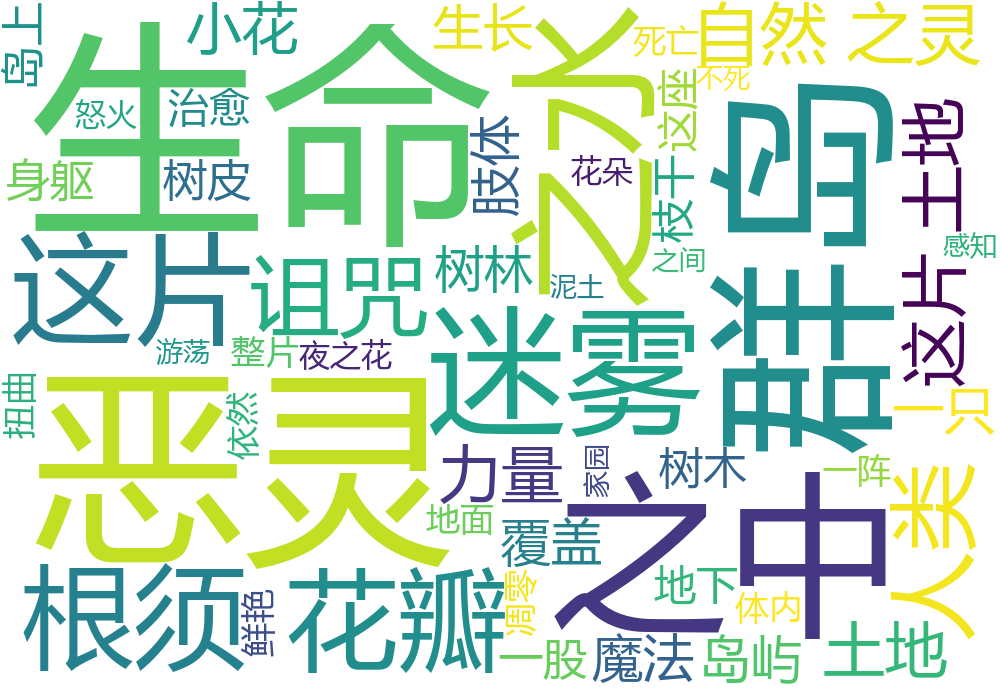 岛上
小花
生长
死亡
自然 之灵
不死
生命
之水
这座
怒火
治愈
身躯
树皮
肢体
花朵
枝干
群岛
这片 土地
感知
这片
诅咒
树林
泥土
之间
游荡
整片
夜之花
迷雾
扭曲
依然
恶灵
力量
家园
树木
一阵
一只
人类
地面
覆盖
之中
根须
鲜艳
花瓣
凋零
地下
体内
一股
魔法
岛屿
土地